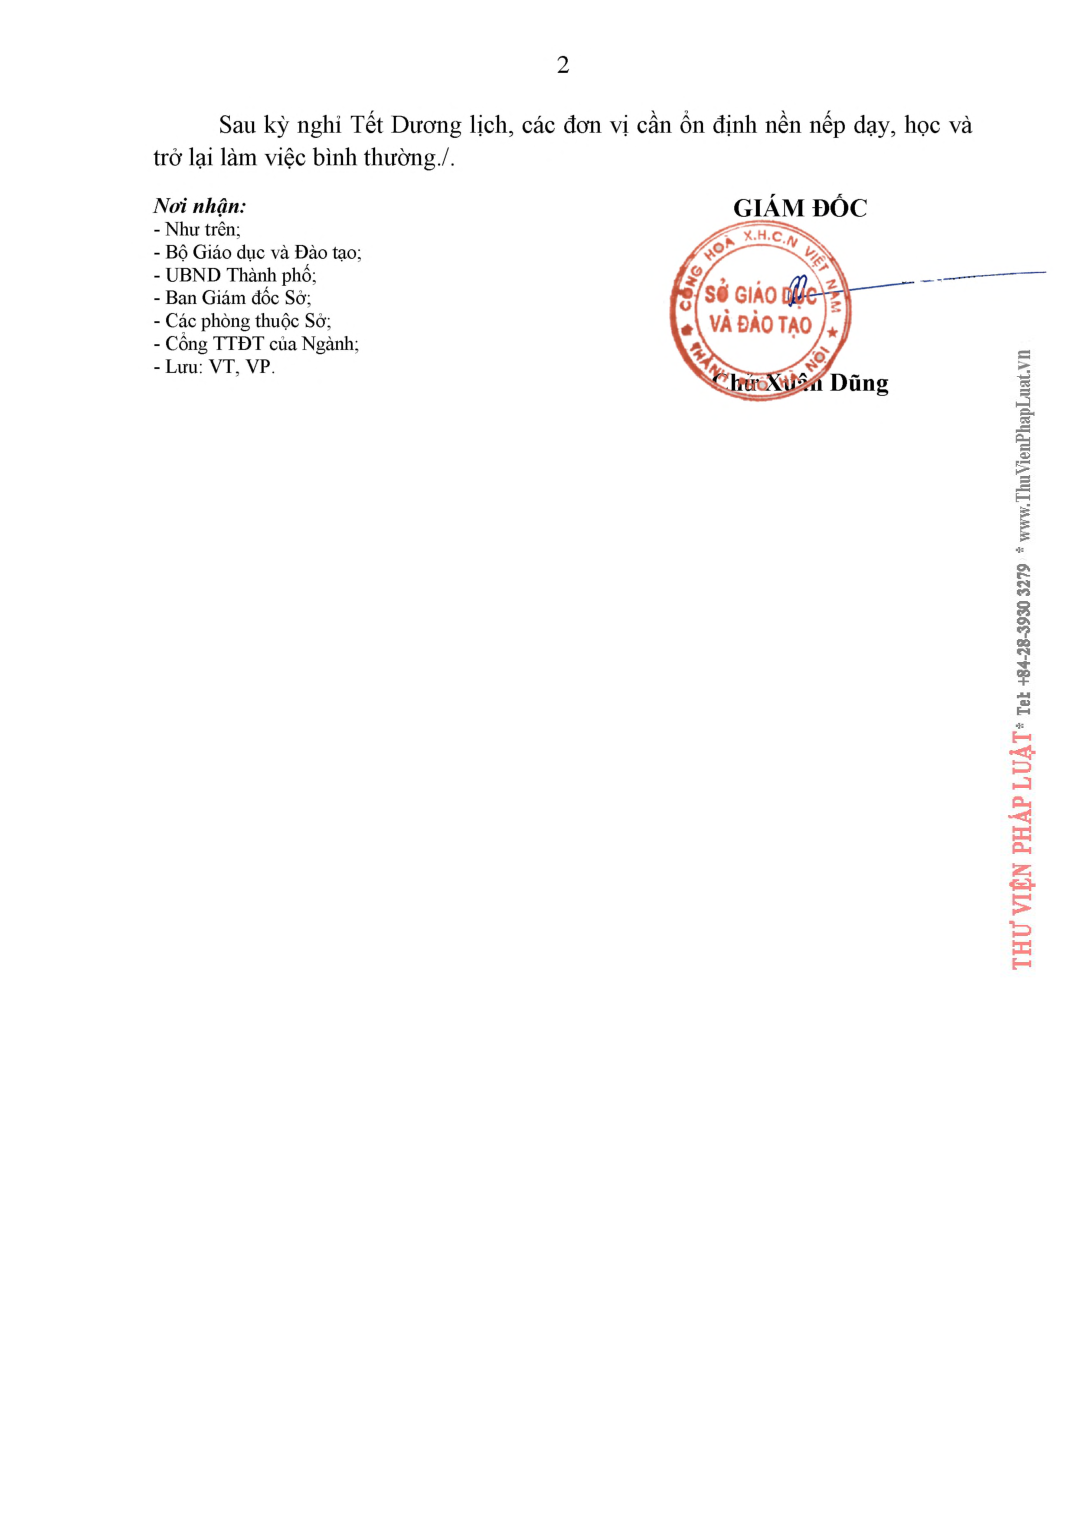 2
Sau kỳ nghỉ Tết Dương lịch, các đơn vị cần ổn định nền nếp dạy, học và
trở lại làm việc bình thường./.
Nơi nhận:
- Như trên;
- Bộ Giáo dục và Đào tạo;
- UBND Thành phố;
- Ban Giám đốc Sở;
- Các phòng thuộc Sở;
- Cổng TTĐT của Ngành;
- Lưu: VT, VP.
GIÁM ĐỐC
CỘNG HOÀ X.H.C.N VIỆT NAM
SỞ GIÁO DỤC
VÀ ĐÀO TẠO
★ THÀNH PHỐ HÀ NỘI ★
Chử Xuân Dũng
THƯ VIỆN PHÁP LUẬT * Tel: +84-28-3930 3279 * www.ThuVienPhapLuat.vn